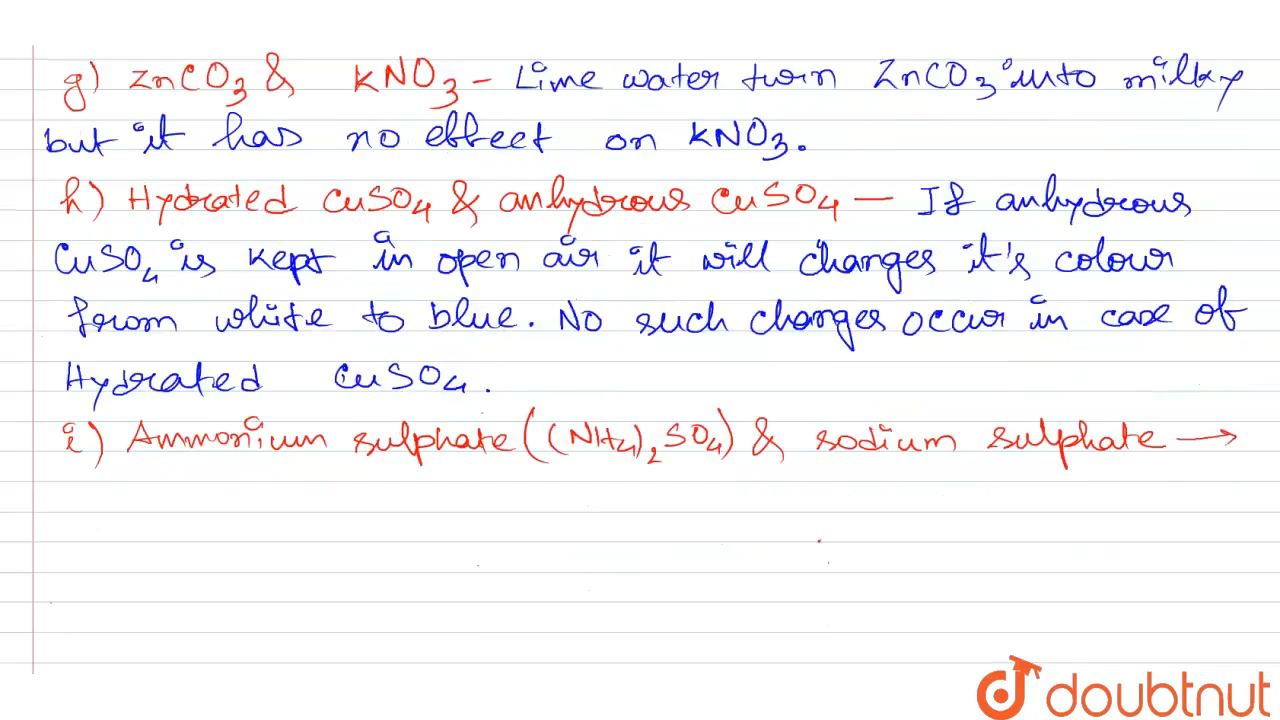 g) ZnCO3 & KNO3 - Lime water turn ZnCO3 into milky
but it has no effect on KNO3.
h) Hydrated CuSO4 & anhydrous CuSO4 — If anhydrous
CuSO4 is kept in open air it will changes it's colour
from white to blue. No such changes occur in case of
Hydrated CuSO4.
i) Ammonium sulphate ((NH4)2SO4) & sodium sulphate →
doubtnut